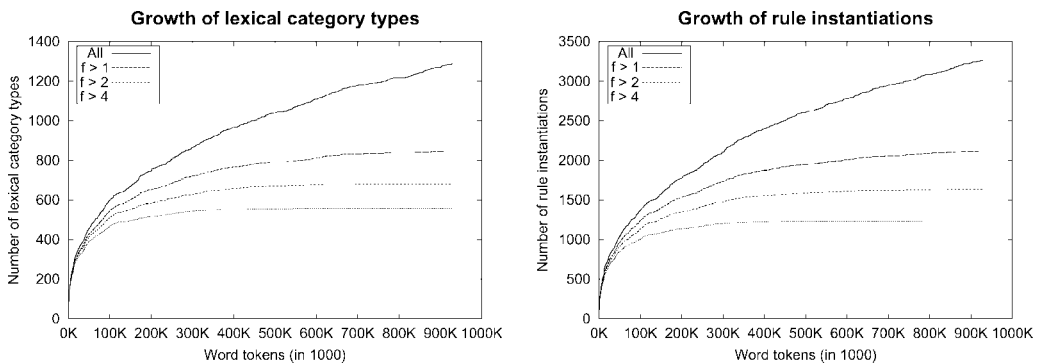 Growth of lexical category types
Number of lexical category types
1400
1200
1000
800
600
400
200
0
All
f > 1
f > 2
f > 4
0K 100K 200K 300K 400K 500K 600K 700K 800K 900K 1000K
Word tokens (in 1000)
Growth of rule instantiations
Number of rule instantiations
3500
3000
2500
2000
1500
1000
500
0
All
f > 1
f > 2
f > 4
0K 100K 200K 300K 400K 500K 600K 700K 800K 900K 1000K
Word tokens (in 1000)